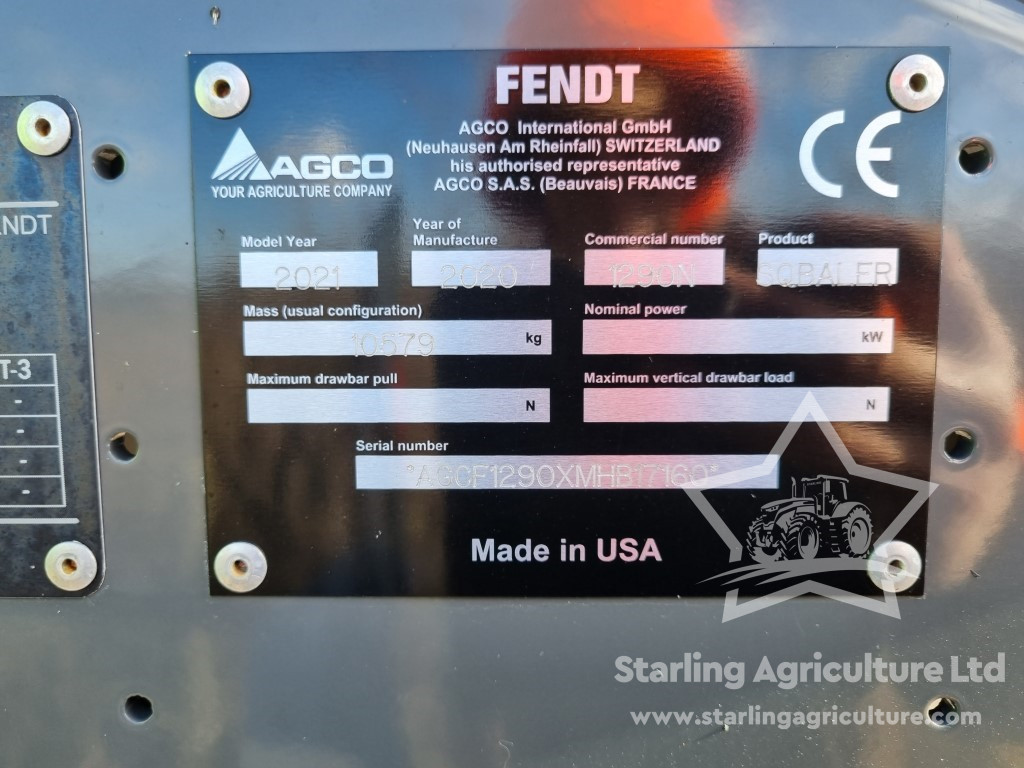 FENDT
AGCO International GmbH
(Neuhausen Am Rheinfall) SWITZERLAND
his authorised representative
AGCO S.A.S. (Beauvais) FRANCE
AGCO
YOUR AGRICULTURE COMPANY
CE
Model Year
Year of
Manufacture
Commercial number
Product
2021
2020
1290N
SQBALER
Mass (usual configuration)
Nominal power
10579
kg
kW
Maximum drawbar pull
Maximum vertical drawbar load
N
N
Serial number
*AGCF1290XMHB17160*
Made in USA
ENDT
T-3
-
-
-
-
Starling Agriculture Ltd
www.starlingagriculture.com